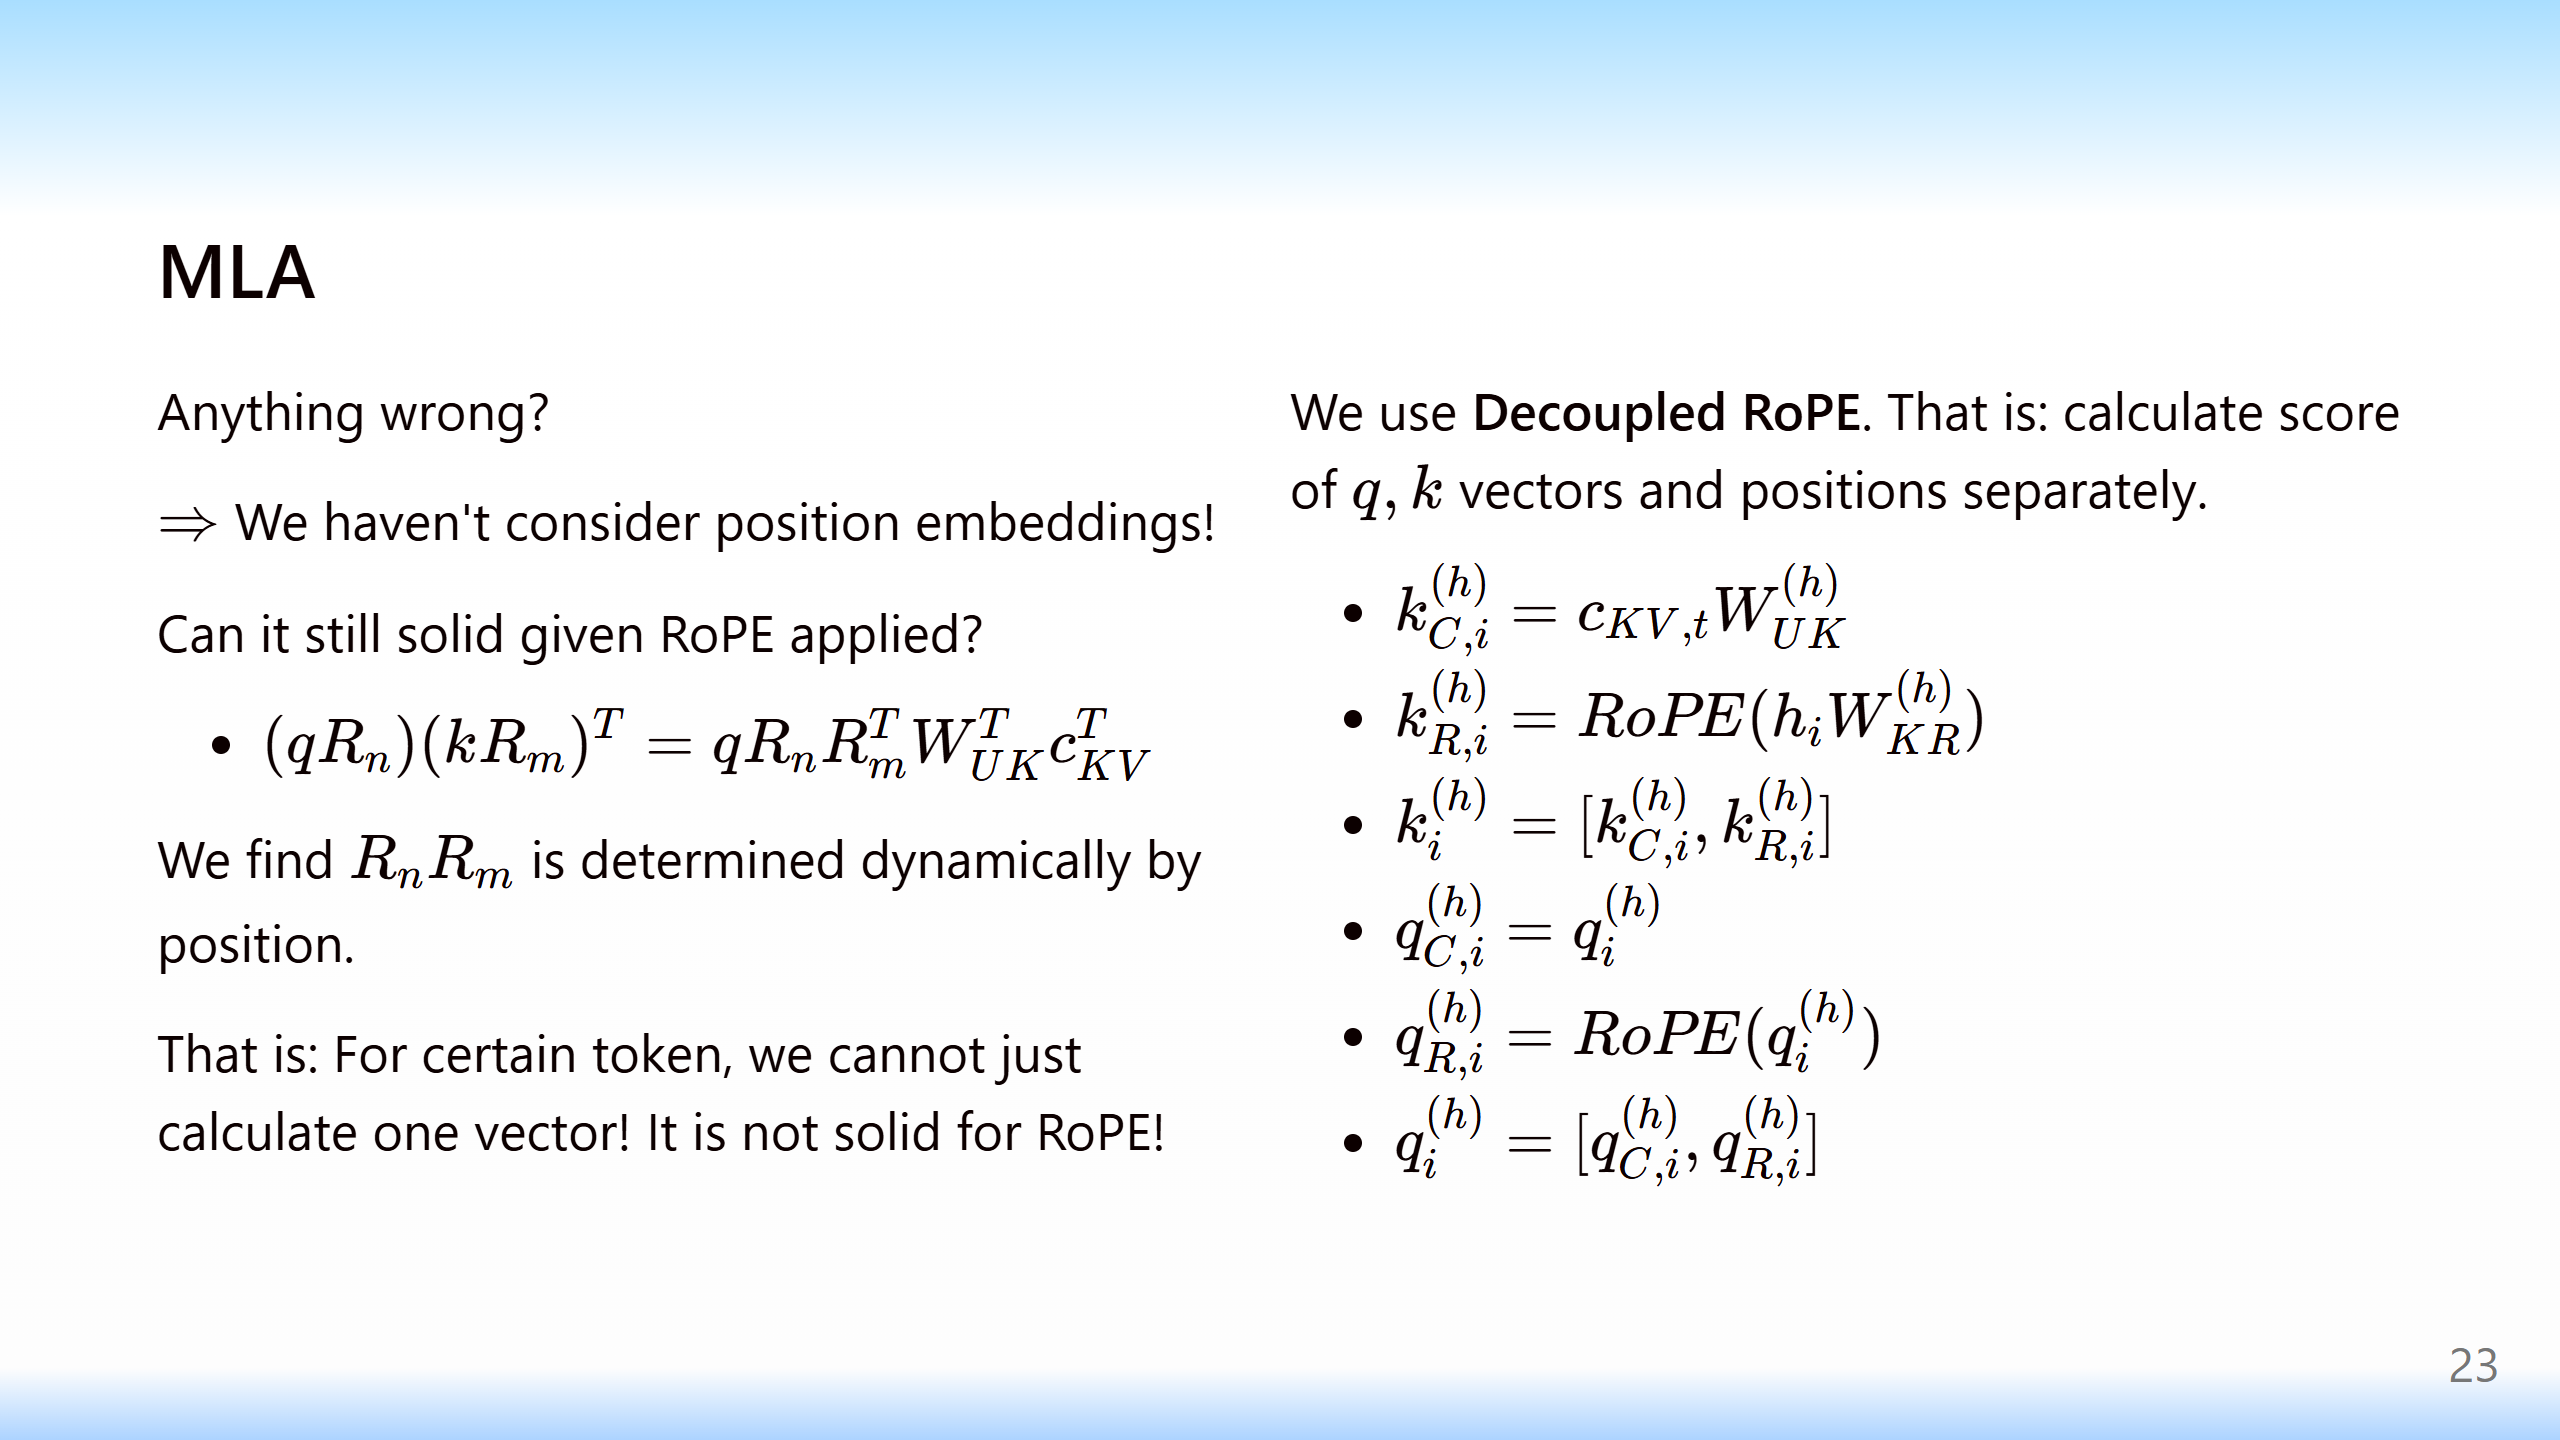 MLA
Anything wrong?
⇒ We haven't consider position embeddings!
Can it still solid given RoPE applied?
• $(qR_n)(kR_m)^T = qR_nR_m^TW_{UK}^Tc_{KV}^T$
We find $R_nR_m$ is determined dynamically by
position.
That is: For certain token, we cannot just
calculate one vector! It is not solid for RoPE!
We use Decoupled RoPE. That is: calculate score
of $q, k$ vectors and positions separately.
• $k_{C,i}^{(h)} = c_{KV,t}W_{UK}^{(h)}$
• $k_{R,i}^{(h)} = RoPE(h_iW_{KR}^{(h)})$
• $k_i^{(h)} = [k_{C,i}^{(h)}, k_{R,i}^{(h)}]$
• $q_{C,i}^{(h)} = q_i^{(h)}$
• $q_{R,i}^{(h)} = RoPE(q_i^{(h)})$
• $q_i^{(h)} = [q_{C,i}^{(h)}, q_{R,i}^{(h)}]$
23